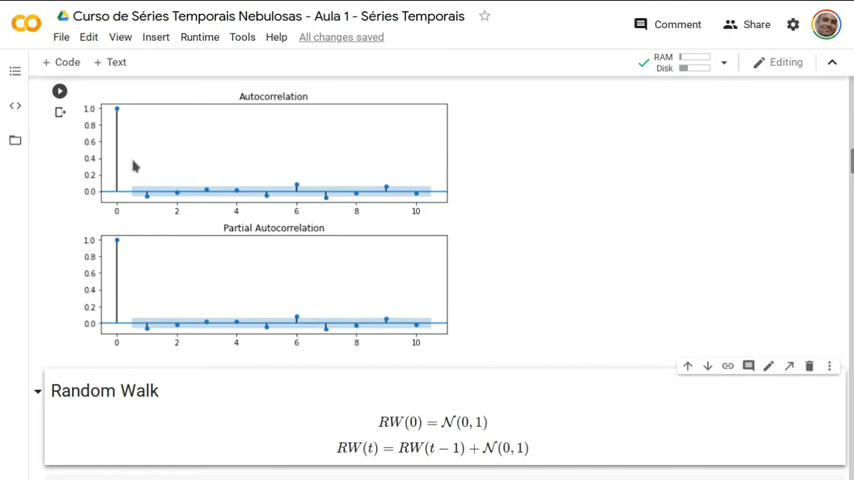 Curso de Séries Temporais Nebulosas - Aula 1 - Séries Temporais
Comment
Share
File Edit View Insert Runtime Tools Help All changes saved
+ Code + Text
RAM
Disk
Editing
Autocorrelation
1.0
0.8
0.6
0.4
0.2
0.0
0 2 4 6 8 10
Partial Autocorrelation
1.0
0.8
0.6
0.4
0.2
0.0
0 2 4 6 8 10
Random Walk
RW(0) = N(0, 1)
RW(t) = RW(t − 1) + N(0, 1)